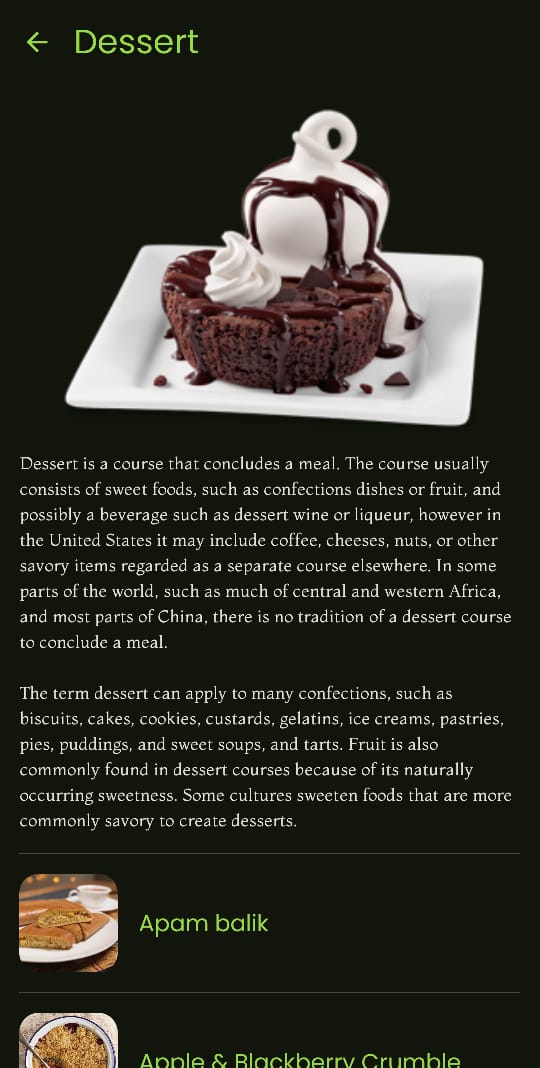 Dessert
Dessert is a course that concludes a meal. The course usually
consists of sweet foods, such as confections dishes or fruit, and
possibly a beverage such as dessert wine or liqueur, however in
the United States it may include coffee, cheeses, nuts, or other
savory items regarded as a separate course elsewhere. In some
parts of the world, such as much of central and western Africa,
and most parts of China, there is no tradition of a dessert course
to conclude a meal.
The term dessert can apply to many confections, such as
biscuits, cakes, cookies, custards, gelatins, ice creams, pastries,
pies, puddings, and sweet soups, and tarts. Fruit is also
commonly found in dessert courses because of its naturally
occurring sweetness. Some cultures sweeten foods that are more
commonly savory to create desserts.
Apam balik
Apple & Blackberry Crumble